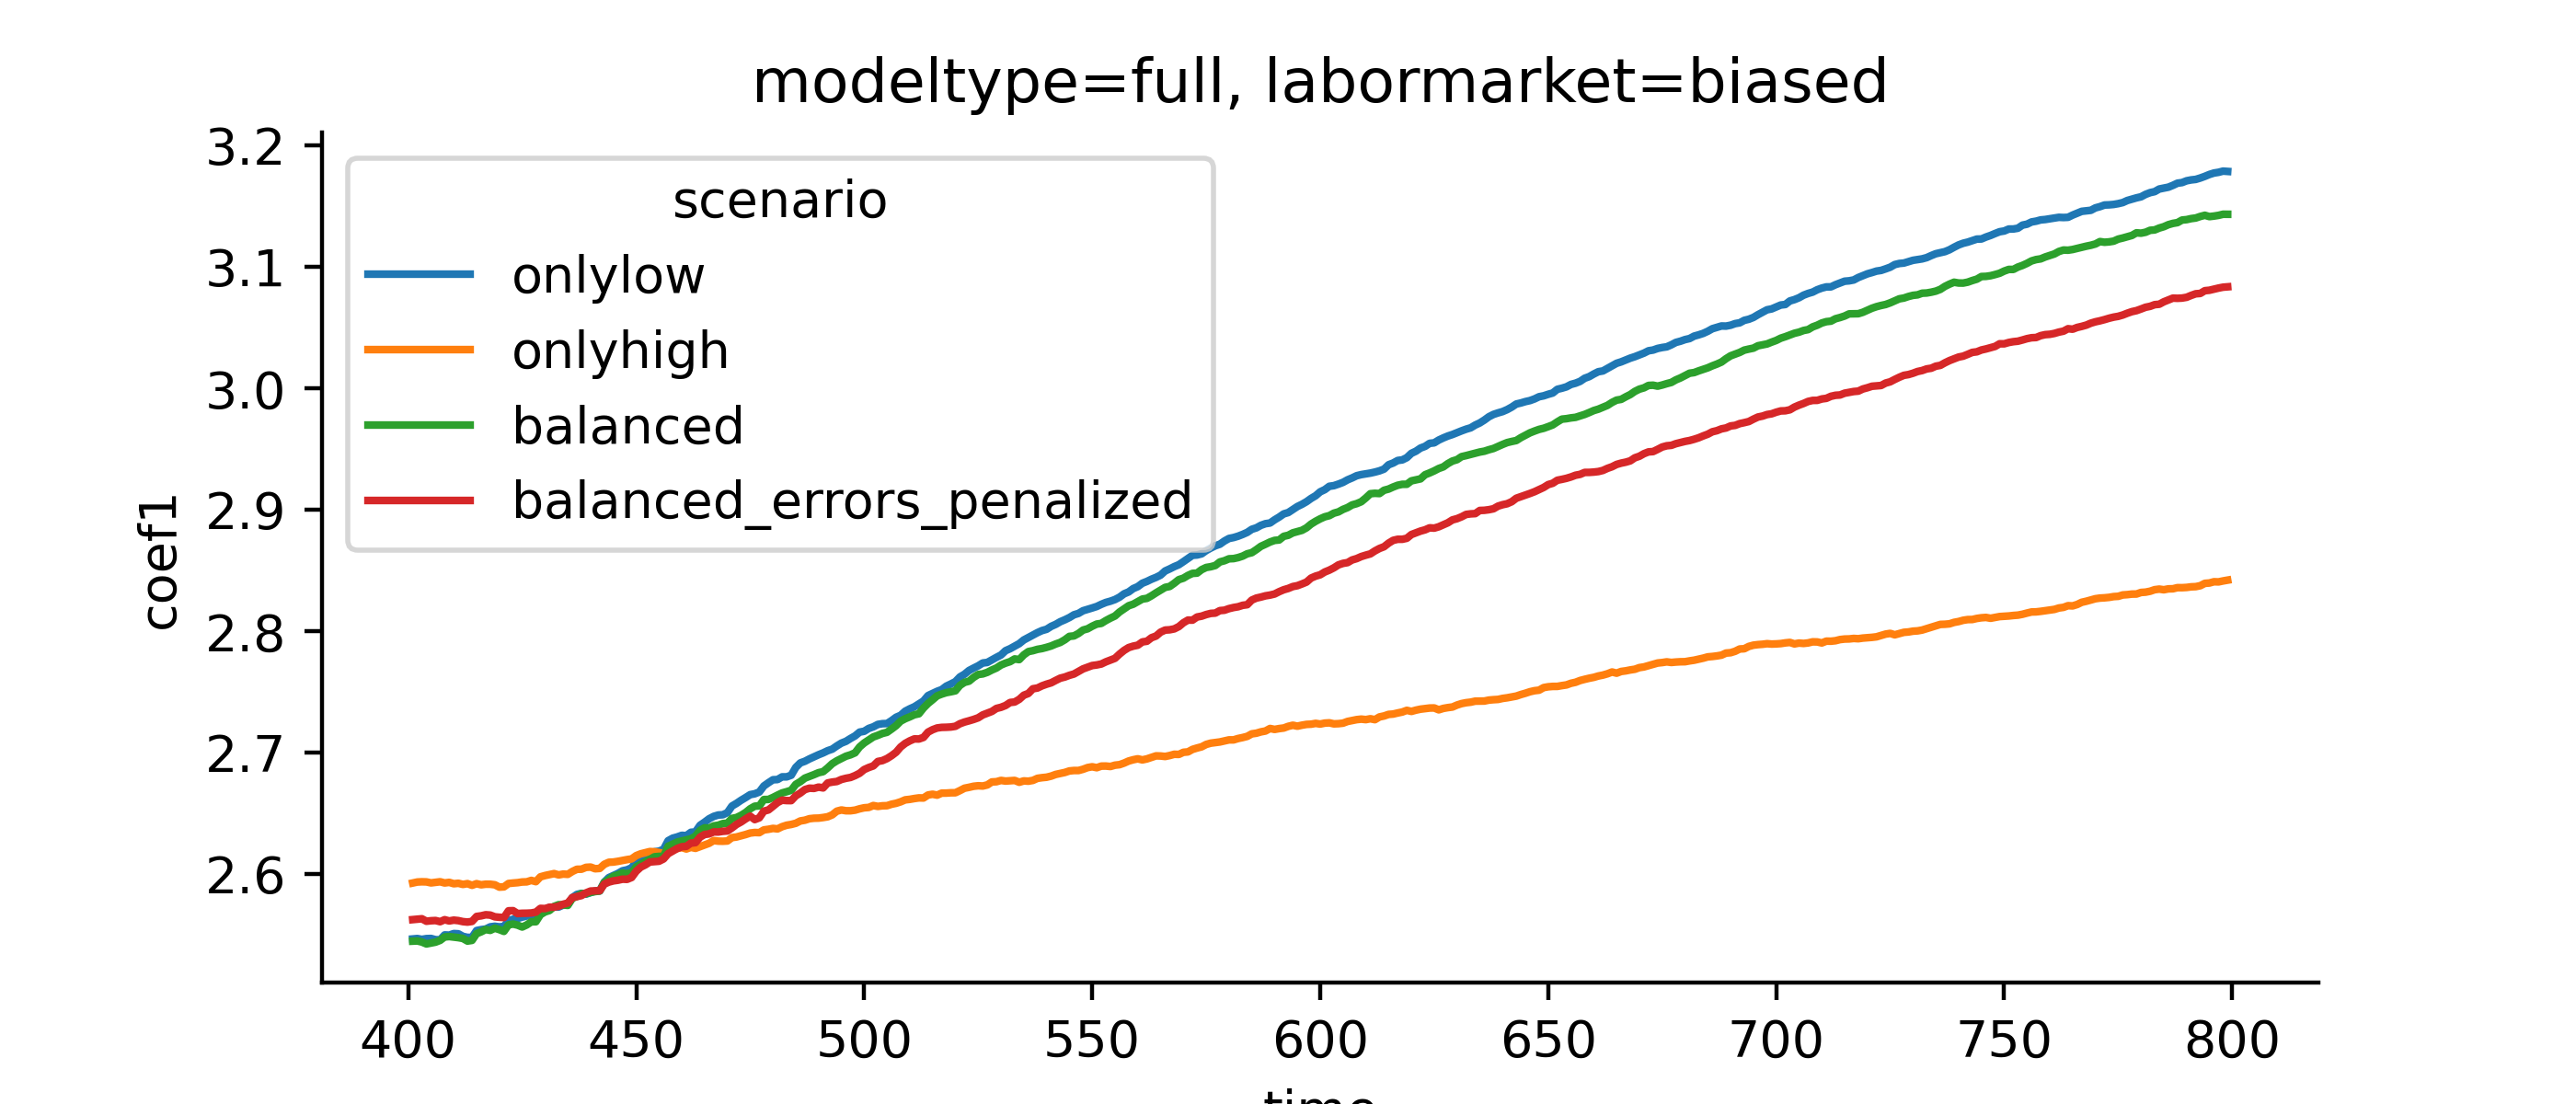 modeltype=full, labormarket=biased
3.2
3.1
3.0
2.9
2.8
2.7
2.6
coef1
scenario
onlylow
onlyhigh
balanced
balanced_errors_penalized
400 450 500 550 600 650 700 750 800